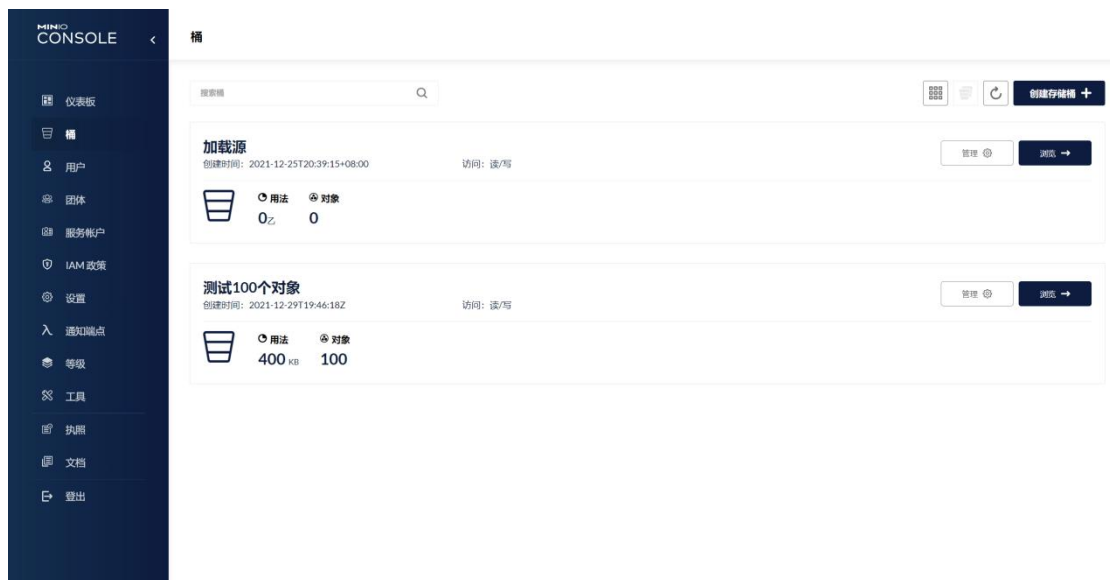 MINIO
CONSOLE
桶
仪表板
桶
用户
团体
服务帐户
IAM 政策
设置
通知端点
等级
工具
执照
文档
登出
搜索桶
创建存储桶
加载源
创建时间：2021-12-25T20:39:15+08:00 访问：读/写
管理
浏览
用法 对象
0乙 0
测试100个对象
创建时间：2021-12-29T19:46:18Z 访问：读/写
管理
浏览
用法 对象
400 KB 100